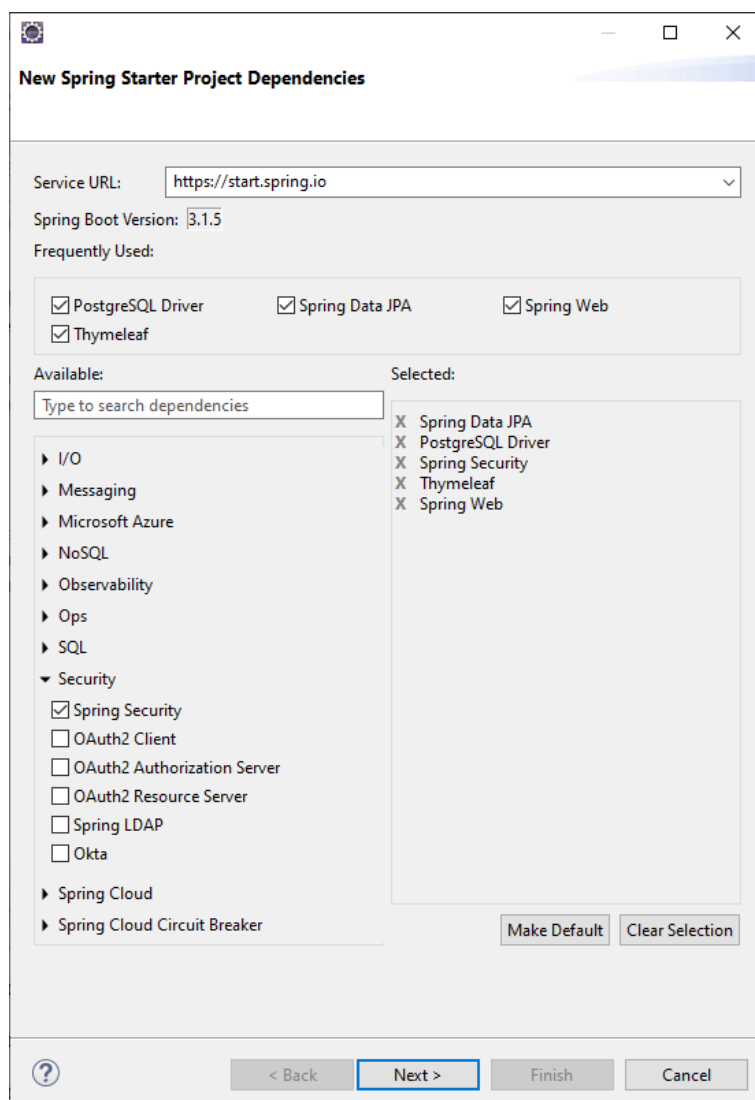 New Spring Starter Project Dependencies
Service URL: https://start.spring.io
Spring Boot Version: 3.1.5
Frequently Used:
PostgreSQL Driver Spring Data JPA Spring Web
Thymeleaf
Available:
Type to search dependencies
I/O
Messaging
Microsoft Azure
NoSQL
Observability
Ops
SQL
Security
Spring Security
OAuth2 Client
OAuth2 Authorization Server
OAuth2 Resource Server
Spring LDAP
Okta
Spring Cloud
Spring Cloud Circuit Breaker
Selected:
X Spring Data JPA
X PostgreSQL Driver
X Spring Security
X Thymeleaf
X Spring Web
Make Default Clear Selection
? < Back Next > Finish Cancel